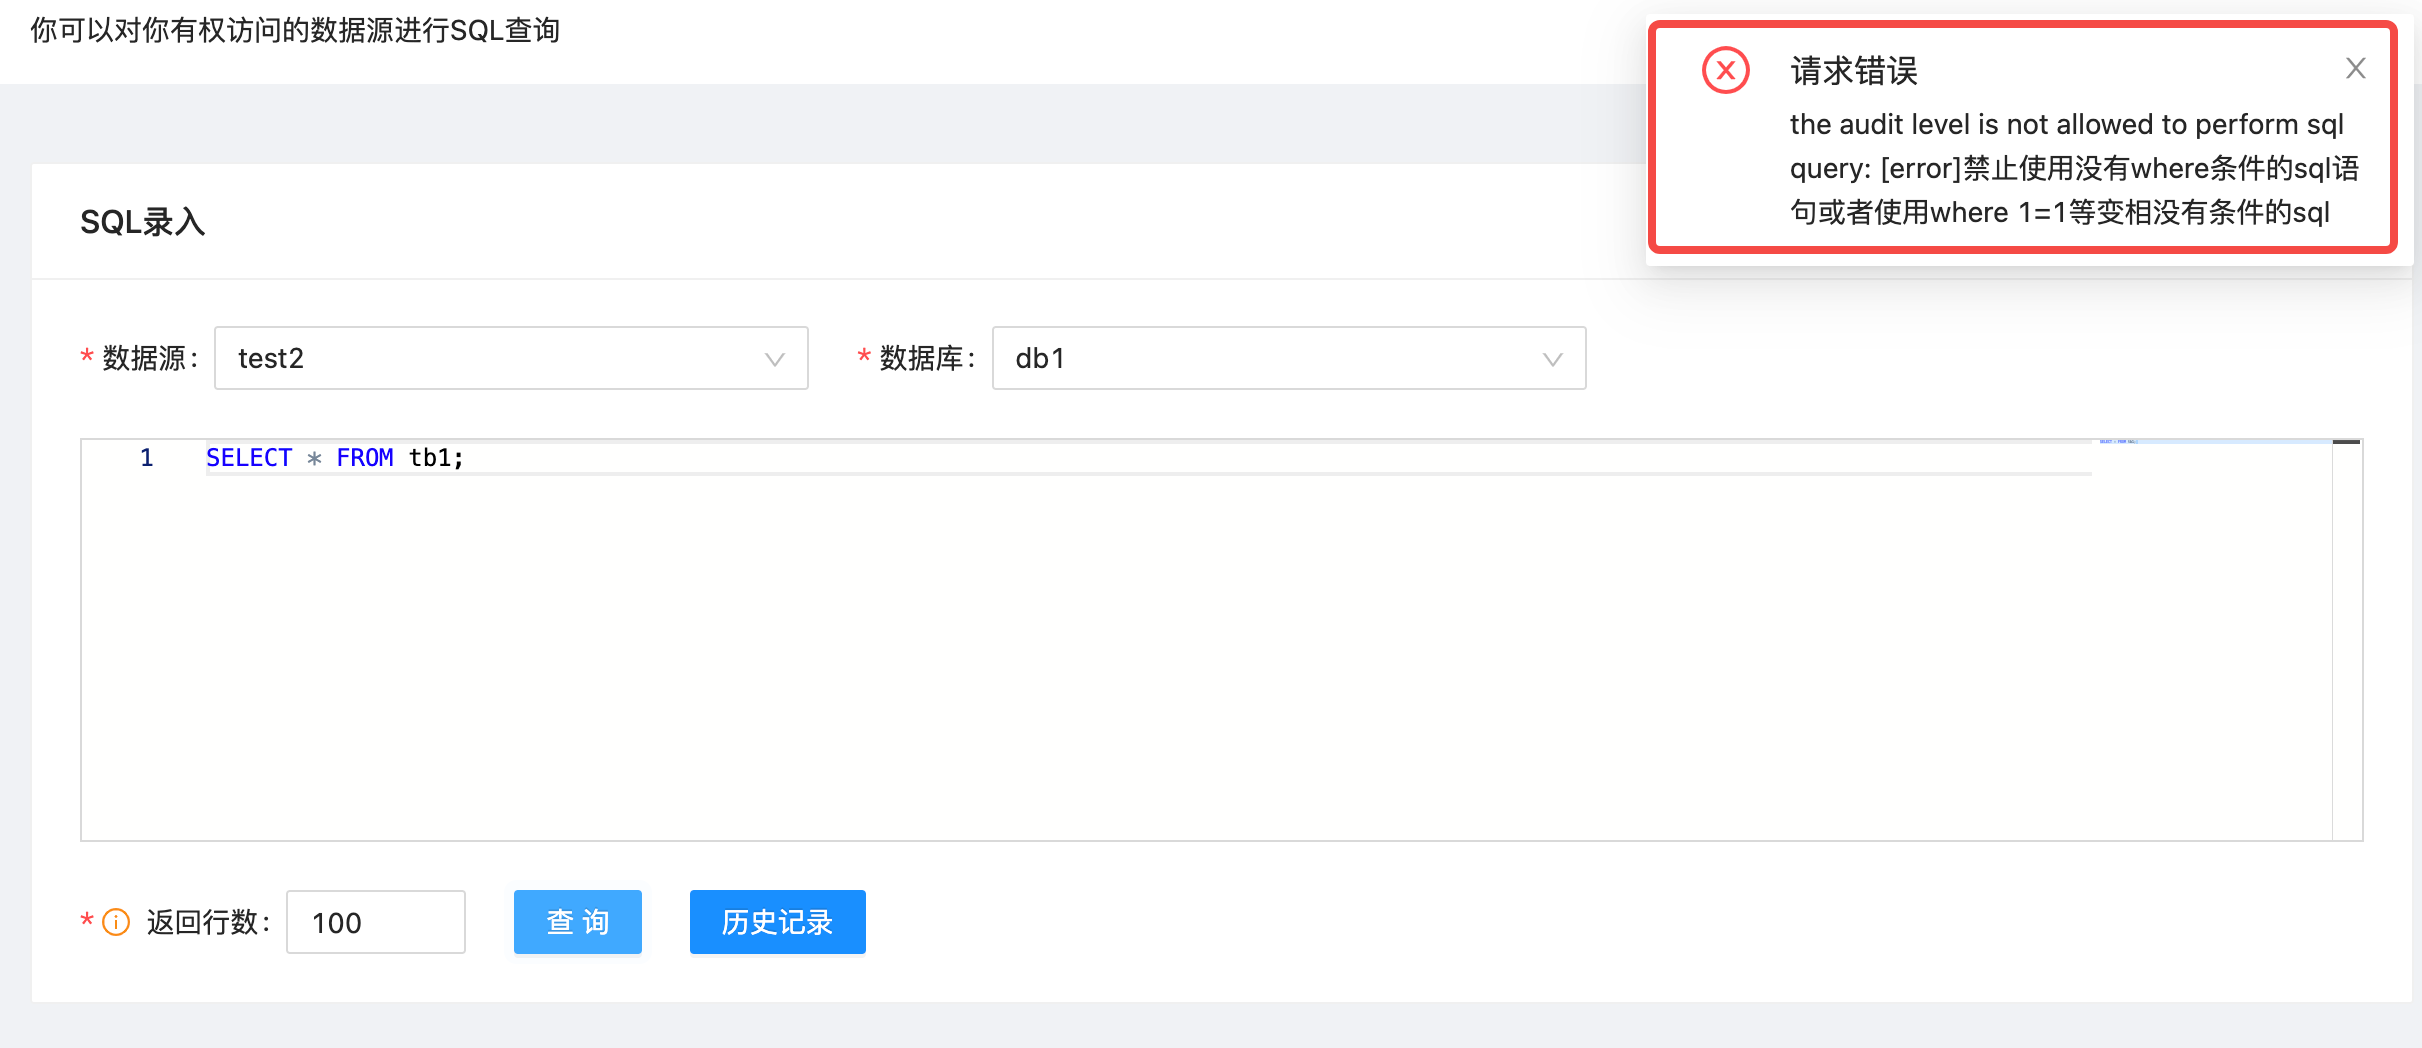 你可以对你有权访问的数据源进行SQL查询
请求错误
the audit level is not allowed to perform sql
query: [error]禁止使用没有where条件的sql语
句或者使用where 1=1等变相没有条件的sql
SQL录入
* 数据源: test2 * 数据库: db1
1 SELECT * FROM tb1;
* 返回行数: 100 查 询 历史记录